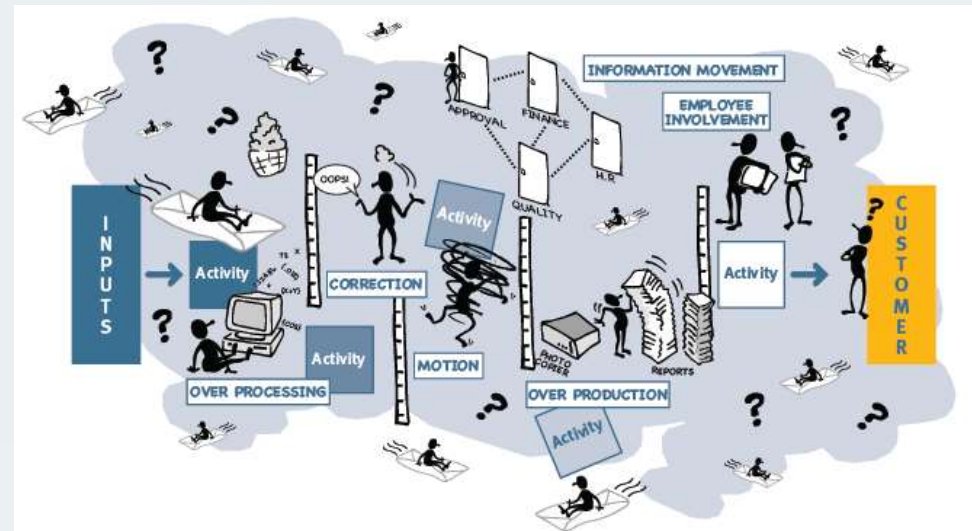 INFORMATION MOVEMENT
EMPLOYEE
INVOLVEMENT
APPROVAL
FINANCE
H.R
QUALITY
OOPS!
INPUTS
Activity
CORRECTION
Activity
Activity
CUSTOMER
Activity
MOTION
OVER PROCESSING
PHOTO
COPIER
REPORTS
OVER PRODUCTION
Activity
?
?
?
?
?
?
?
?
?